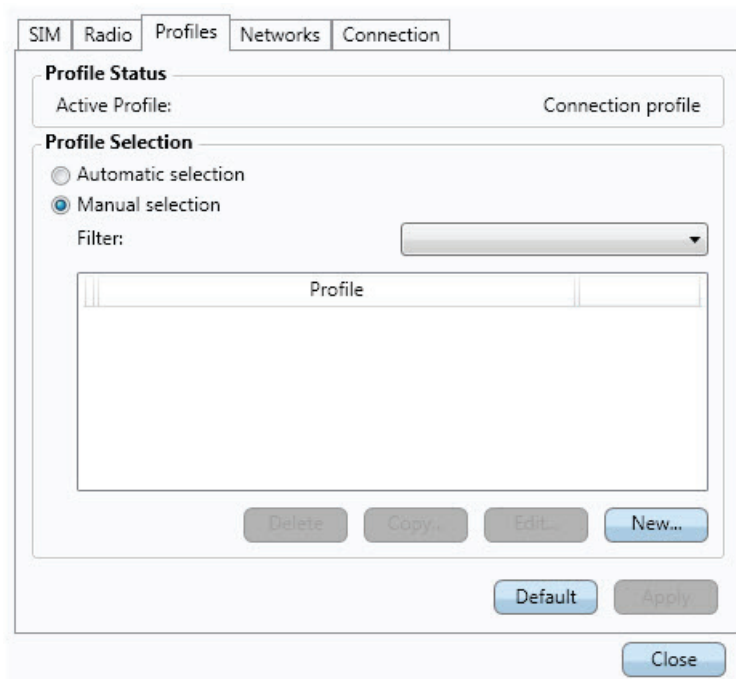 SIM Radio Profiles Networks Connection
Profile Status
Active Profile: Connection profile
Profile Selection
Automatic selection
Manual selection
Filter:
Profile
Delete Copy... Edit... New...
Default Apply
Close